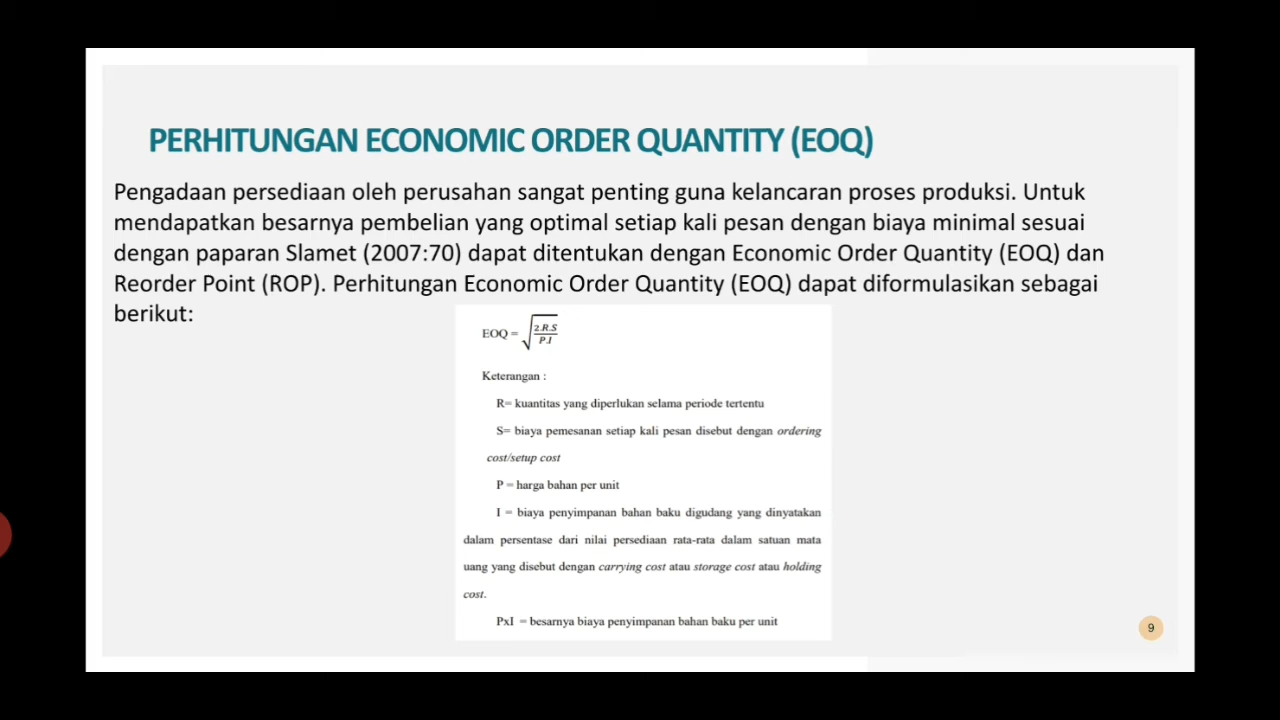 PERHITUNGAN ECONOMIC ORDER QUANTITY (EOQ)
Pengadaan persediaan oleh perusahan sangat penting guna kelancaran proses produksi. Untuk
mendapatkan besarnya pembelian yang optimal setiap kali pesan dengan biaya minimal sesuai
dengan paparan Slamet (2007:70) dapat ditentukan dengan Economic Order Quantity (EOQ) dan
Reorder Point (ROP). Perhitungan Economic Order Quantity (EOQ) dapat diformulasikan sebagai
berikut:
EOQ = √(2.R.S / P.I)
Keterangan :
R= kuantitas yang diperlukan selama periode tertentu
S= biaya pemesanan setiap kali pesan disebut dengan ordering
cost/setup cost
P = harga bahan per unit
I = biaya penyimpanan bahan baku digudang yang dinyatakan
dalam persentase dari nilai persediaan rata-rata dalam satuan mata
uang yang disebut dengan carrying cost atau storage cost atau holding
cost.
PxI = besarnya biaya penyimpanan bahan baku per unit
9